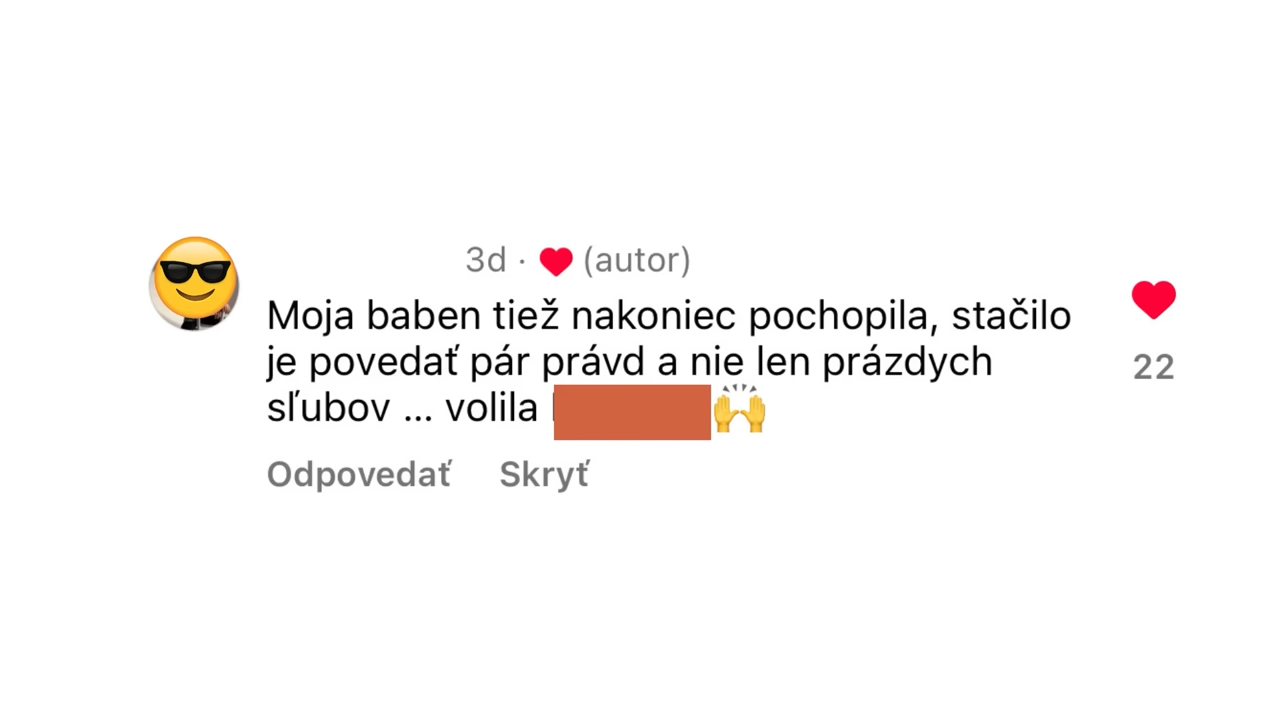 3d · ❤️ (autor)
Moja baben tiež nakoniec pochopila, stačilo
je povedať pár právd a nie len prázdych
sľubov ... volila 🙌
22
Odpovedať Skryť